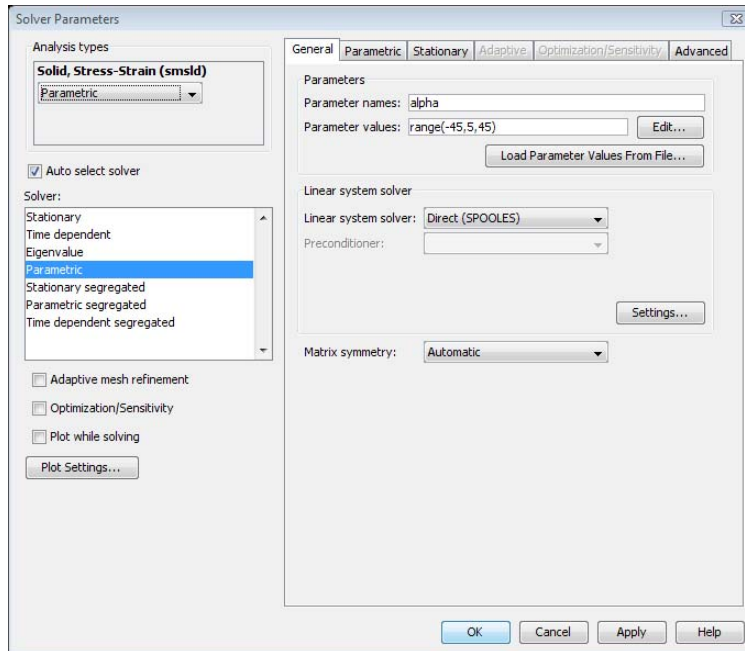 Solver Parameters
Analysis types
Solid, Stress-Strain (smsld)
Parametric
Auto select solver
Solver:
Stationary
Time dependent
Eigenvalue
Parametric
Stationary segregated
Parametric segregated
Time dependent segregated
Adaptive mesh refinement
Optimization/Sensitivity
Plot while solving
Plot Settings...
General Parametric Stationary Adaptive Optimization/Sensitivity Advanced
Parameters
Parameter names: alpha
Parameter values: range(-45,5,45) Edit...
Load Parameter Values From File...
Linear system solver
Linear system solver: Direct (SPOOLES)
Preconditioner:
Settings...
Matrix symmetry: Automatic
OK Cancel Apply Help